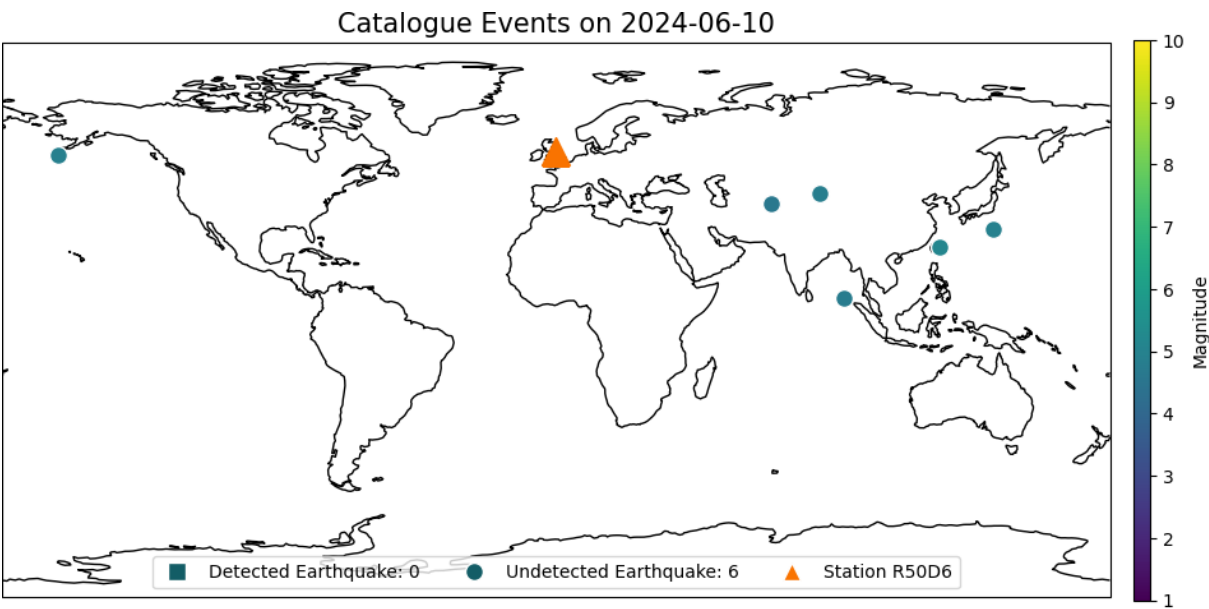 Catalogue Events on 2024-06-10
10
9
8
7
6
5
4
3
2
1
Magnitude
Detected Earthquake: 0
Undetected Earthquake: 6
Station R50D6